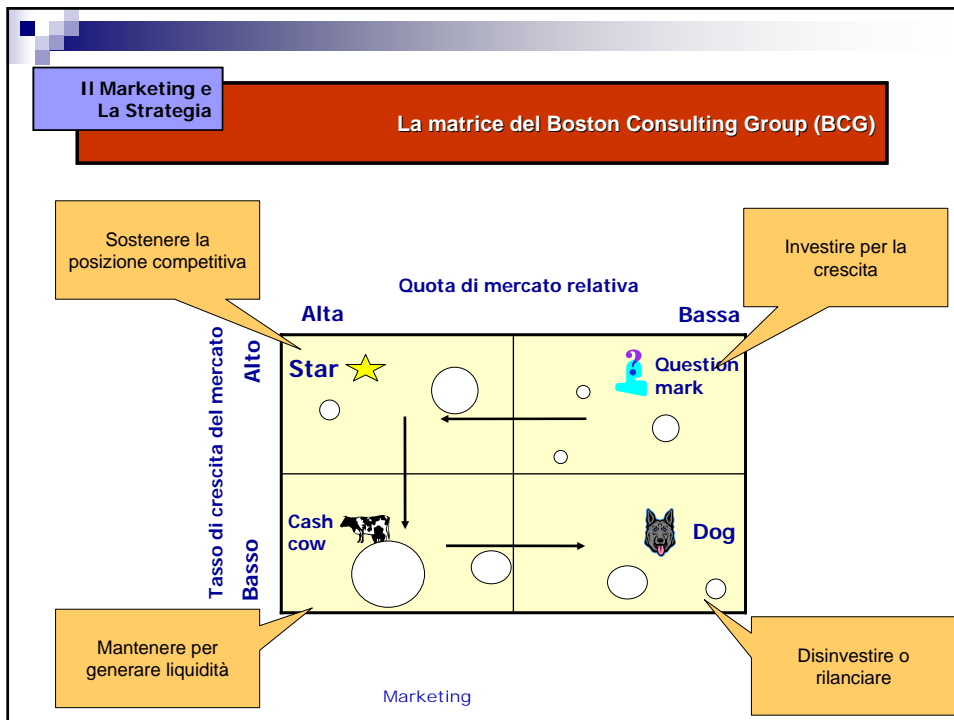 Il Marketing e
La Strategia
La matrice del Boston Consulting Group (BCG)
Sostenere la
posizione competitiva
Investire per la
crescita
Quota di mercato relativa
Alta
Bassa
Tasso di crescita del mercato
Alto
Basso
Star
?
Question
mark
Cash
cow
Dog
Mantenere per
generare liquidità
Disinvestire o
rilanciare
Marketing